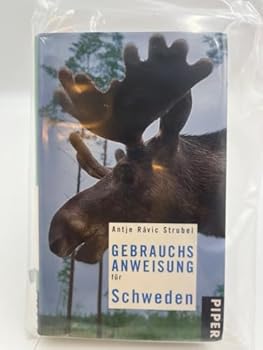 Antje Rávic Strubel
GEBRAUCHS
ANWEISUNG
für
Schweden
PIPER